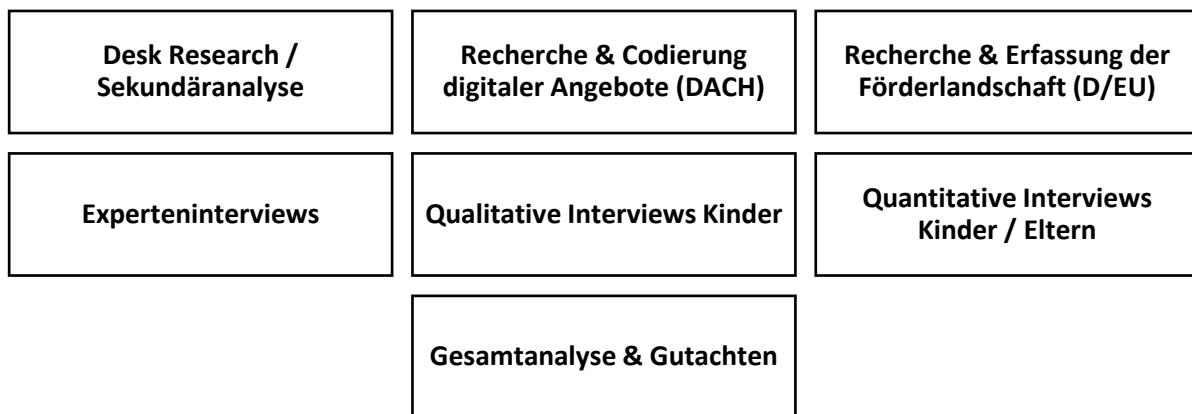 Desk Research /
Sekundäranalyse
Recherche & Codierung
digitaler Angebote (DACH)
Recherche & Erfassung der
Förderlandschaft (D/EU)
Experteninterviews
Qualitative Interviews Kinder
Quantitative Interviews
Kinder / Eltern
Gesamtanalyse & Gutachten